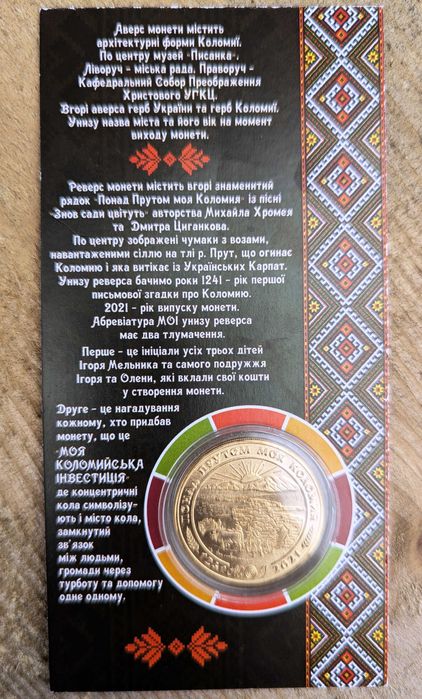 Аверс монети містить
архітектурні форми Коломиї.
По центру музей "Писанка".
Ліворуч - міська рада. Праворуч -
Кафедральний Собор Преображення
Христового УГКЦ.
Вгорі аверса герб України та герб Коломиї.
Унизу назва міста та його вік на момент
виходу монети.
Реверс монети містить вгорі знаменитий
рядок "Понад Прутом моя Коломия" із пісні
"Знов сади цвітуть" авторства Михайла Хромея
та Дмитра Циганкова.
По центру зображені чумаки з возами,
навантаженими сіллю на тлі р. Прут, що огинає
Коломию і яка витікає із Українських Карпат.
Унизу реверса бачимо роки 1241 - рік першої
письмової згадки про Коломию.
2021 - рік випуску монети.
Абревіатура МОІ унизу реверса
має два тлумачення.
Перше - це ініціали усіх трьох дітей
Ігоря Мельника та самого подружжя
Ігоря та Олени, які вклали свої кошти
у створення монети.
Друге - це нагадування
кожному, хто придбав
монету, що це
"МОЯ
КОЛОМИЙСЬКА
ІНВЕСТИЦІЯ"
де концентричні
кола символізу-
ють і місто кола,
замкнутий
зв'язок
між людьми,
громади через
турботу та допомогу
одне одному.
ПОНАД ПРУТОМ МОЯ КОЛОМИЯ
1241
2021